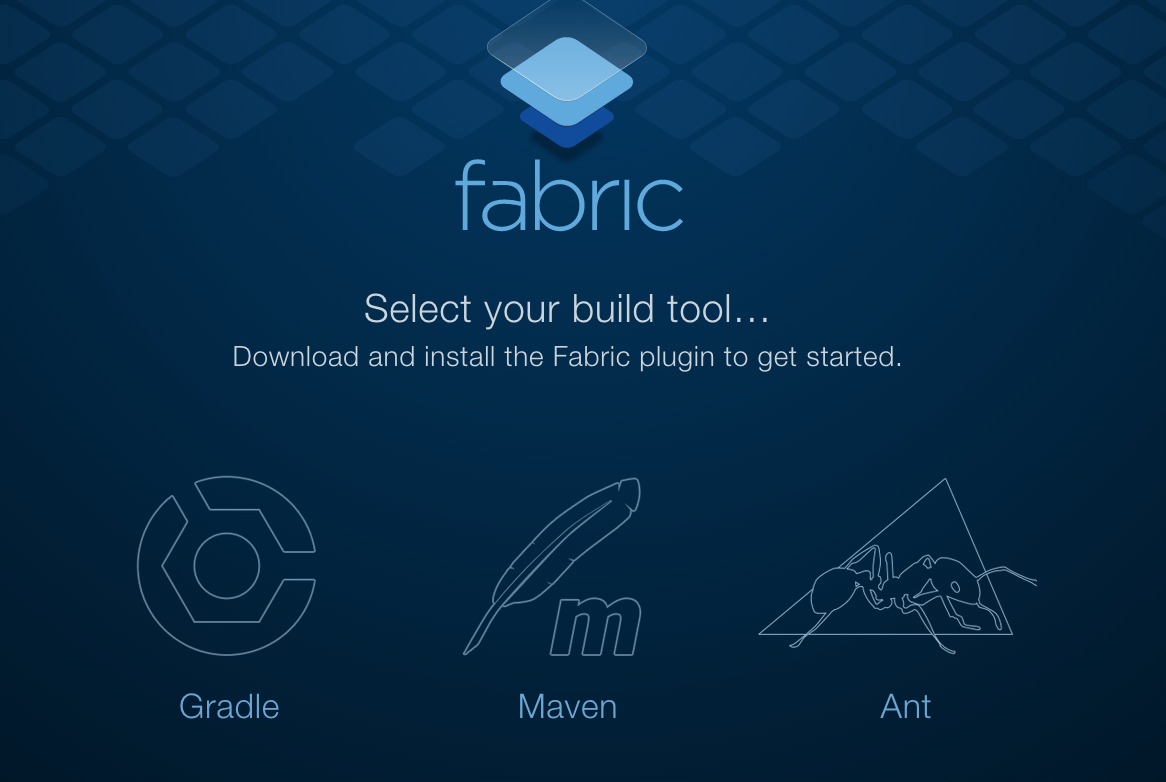 fabric
Select your build tool...
Download and install the Fabric plugin to get started.
m
Gradle Maven Ant